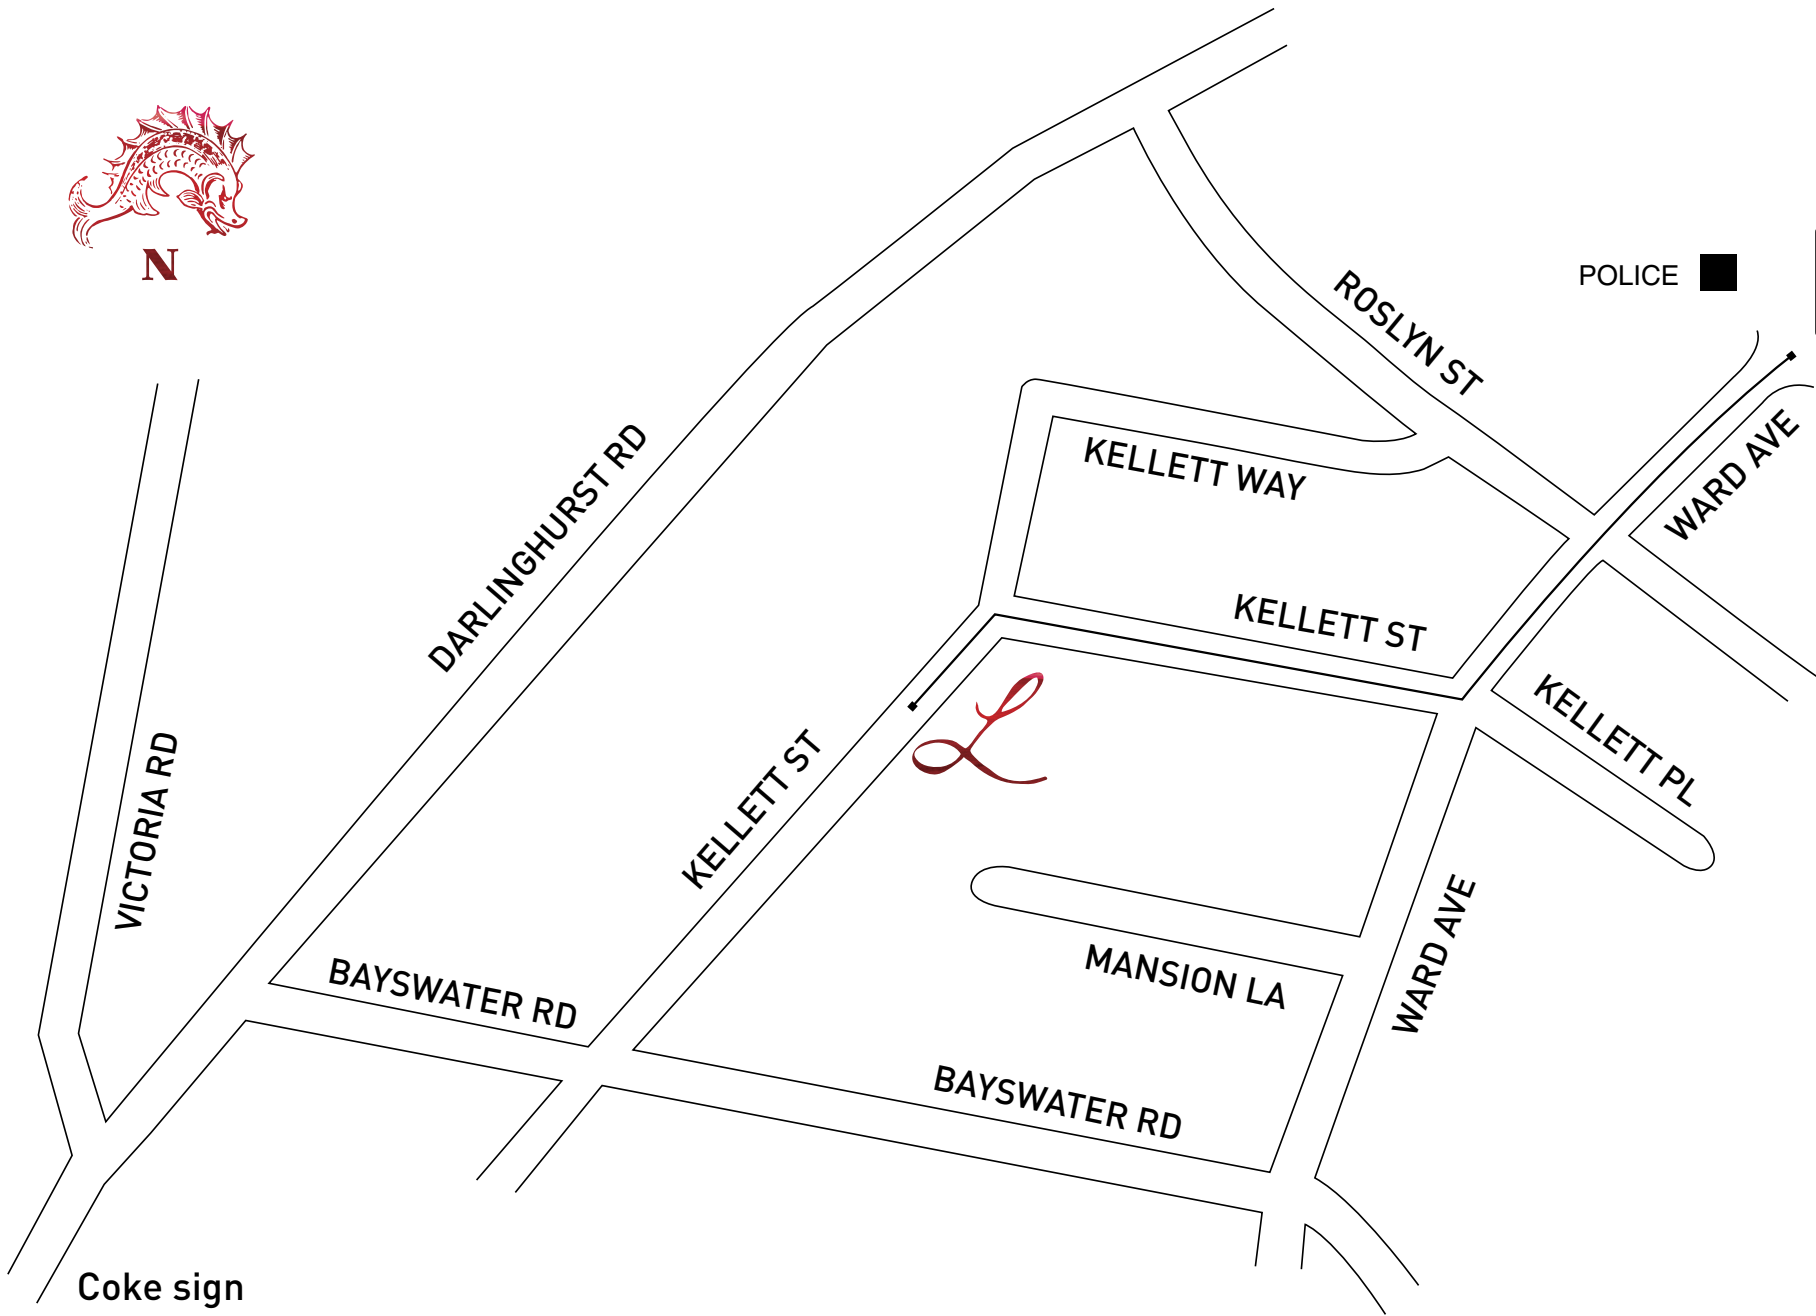 N
POLICE
ROSLYN ST
WARD AVE
KELLETT WAY
DARLINGHURST RD
KELLETT ST
L
KELLETT PL
KELLETT ST
VICTORIA RD
WARD AVE
MANSION LA
BAYSWATER RD
BAYSWATER RD
Coke sign